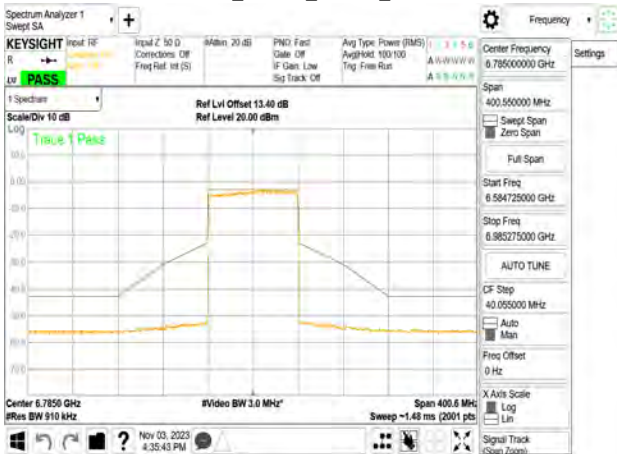 Spectrum Analyzer 1
Swept SA
+
Frequency
KEYSIGHT
R
LV PASS
Input: RF
Input Z: 50 Ω
Corrections: Off
Freq Ref: Int (S)
#Atten: 20 dB
PNO: Fast
Gate: Off
IF Gain: Low
Sig Track: Off
Avg Type: Power (RMS)
Avg|Hold: 100/100
Trig: Free Run
Center Frequency
6.785000000 GHz
Settings
Span
400.550000 MHz
Swept Span
Zero Span
Full Span
Start Freq
6.584725000 GHz
Stop Freq
6.985275000 GHz
AUTO TUNE
CF Step
40.055000 MHz
Auto
Man
Freq Offset
0 Hz
X Axis Scale
Log
Lin
Signal Track
(Span Zoom)
1 Spectrum
Scale/Div 10 dB
Log
Ref Lvl Offset 13.40 dB
Ref Level 20.00 dBm
Trace 1 Pass
Center 6.7850 GHz
#Res BW 910 kHz
#Video BW 3.0 MHz*
Span 400.6 MHz
Sweep ~1.48 ms (2001 pts
?
Nov 03, 2023
4:35:43 PM